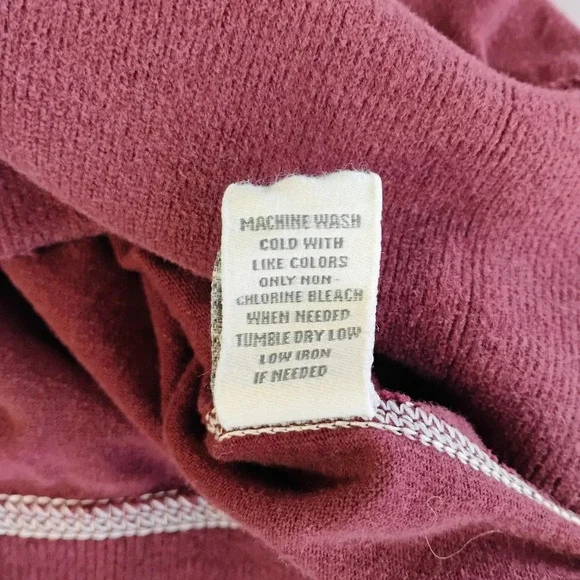 MACHINE WASH
COLD WITH
LIKE COLORS
ONLY NON-
CHLORINE BLEACH
WHEN NEEDED
TUMBLE DRY LOW
LOW IRON
IF NEEDED